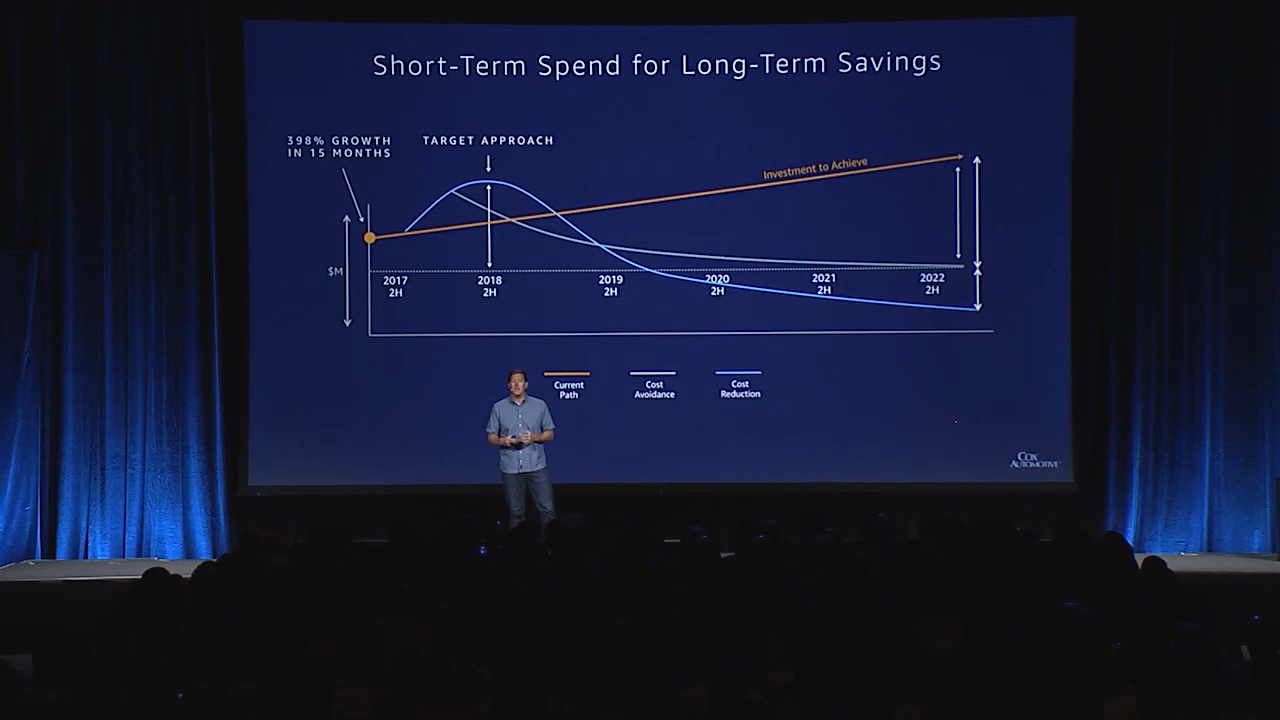 Short-Term Spend for Long-Term Savings
398% GROWTH
IN 15 MONTHS
TARGET APPROACH
Investment to Achieve
$M
2017
2H
2018
2H
2019
2H
2020
2H
2021
2H
2022
2H
Current
Path
Cost
Avoidance
Cost
Reduction
COX
AUTOMOTIVE™